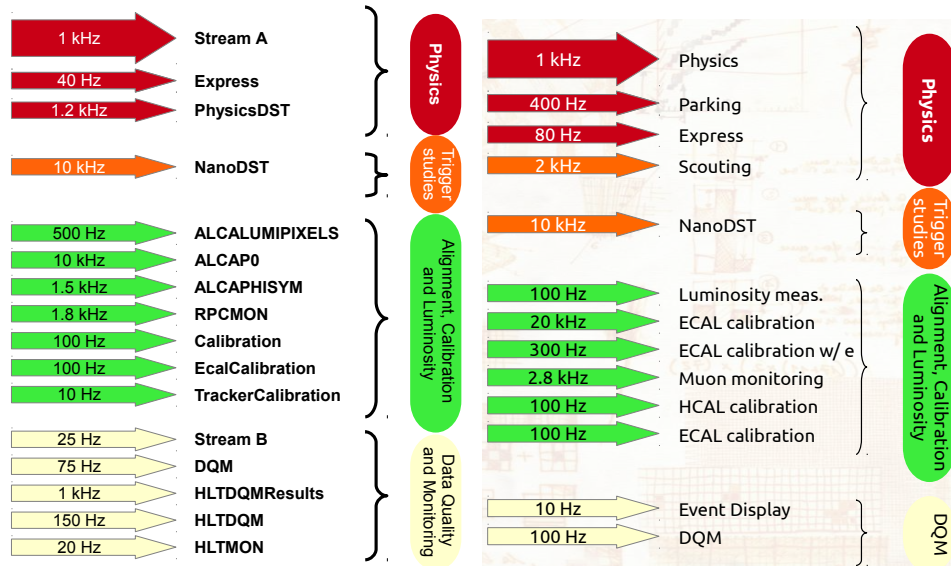 1 kHz Stream A
40 Hz Express
1.2 kHz PhysicsDST
Physics
10 kHz NanoDST
Trigger
studies
500 Hz ALCALUMIPIXELS
10 kHz ALCAP0
1.5 kHz ALCAPHISYM
1.8 kHz RPCMON
100 Hz Calibration
100 Hz EcalCalibration
10 Hz TrackerCalibration
Alignment, Calibration
and Luminosity
25 Hz Stream B
75 Hz DQM
1 kHz HLTDQMResults
150 Hz HLTDQM
20 Hz HLTMON
Data Quality
and Monitoring
1 kHz Physics
400 Hz Parking
80 Hz Express
2 kHz Scouting
Physics
10 kHz NanoDST
Trigger
studies
100 Hz Luminosity meas.
20 kHz ECAL calibration
300 Hz ECAL calibration w/ e
2.8 kHz Muon monitoring
100 Hz HCAL calibration
100 Hz ECAL calibration
Alignment, Calibration
and Luminosity
10 Hz Event Display
100 Hz DQM
DQM